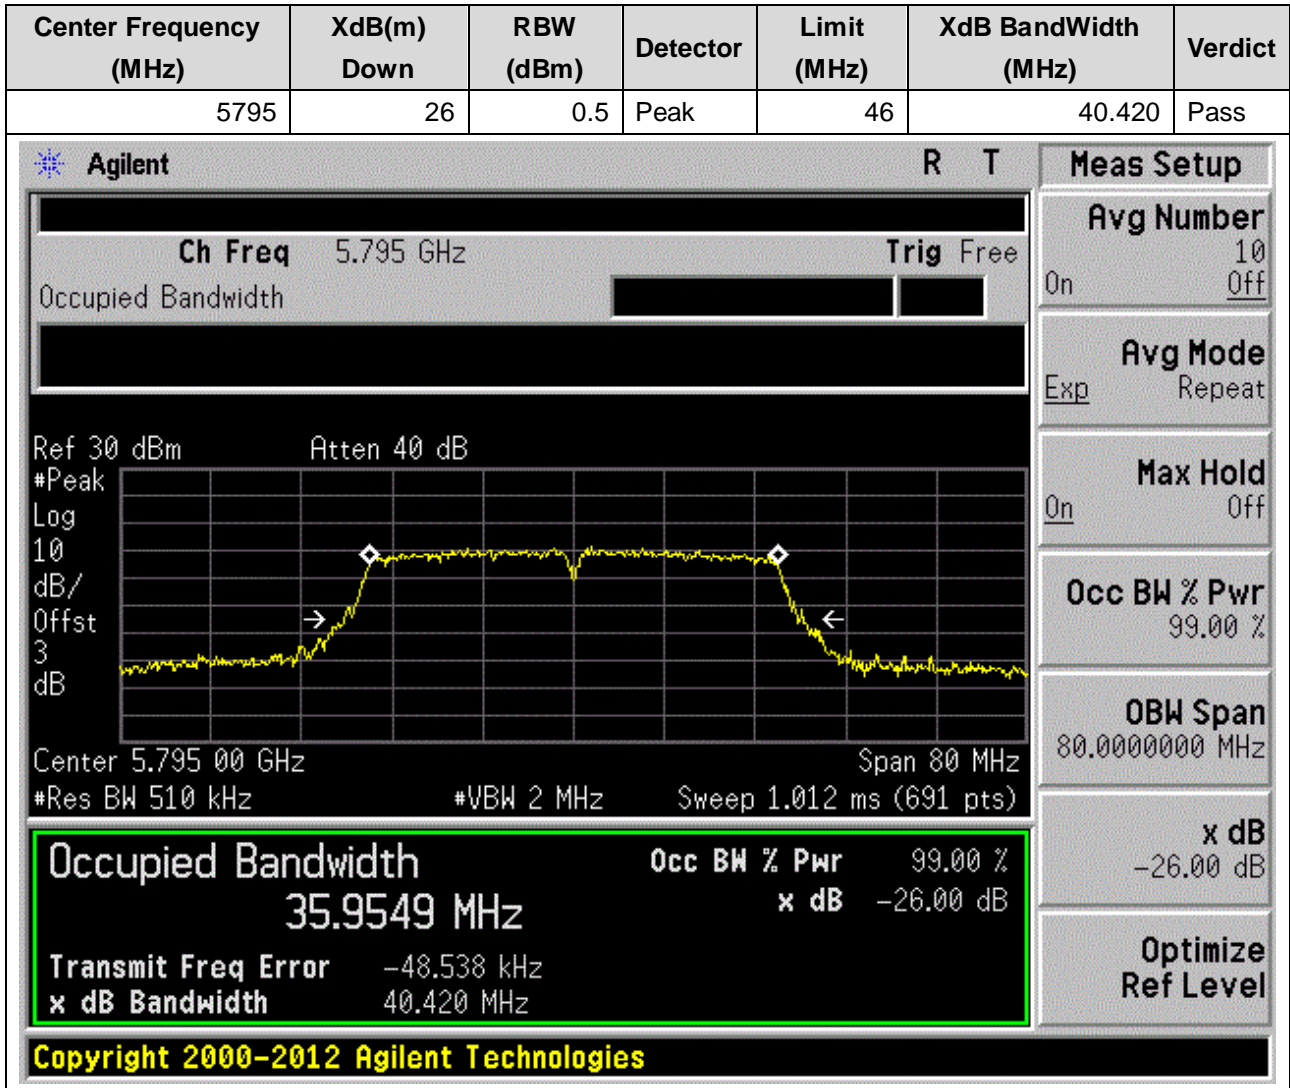 Center Frequency (MHz) XdB(m) Down RBW (dBm) Detector Limit (MHz) XdB BandWidth (MHz) Verdict
5795 26 0.5 Peak 46 40.420 Pass
Agilent R T
Ch Freq 5.795 GHz Trig Free
Occupied Bandwidth
Ref 30 dBm Atten 40 dB
#Peak
Log
10
dB/
Offst
3
dB
Center 5.795 00 GHz Span 80 MHz
#Res BW 510 kHz #VBW 2 MHz Sweep 1.012 ms (691 pts)
Occupied Bandwidth
35.9549 MHz
Occ BW % Pwr 99.00 %
x dB -26.00 dB
Transmit Freq Error -48.538 kHz
x dB Bandwidth 40.420 MHz
Copyright 2000-2012 Agilent Technologies
Meas Setup
Avg Number
10
On Off
Avg Mode
Exp Repeat
Max Hold
On Off
Occ BW % Pwr
99.00 %
OBW Span
80.0000000 MHz
x dB
-26.00 dB
Optimize
Ref Level